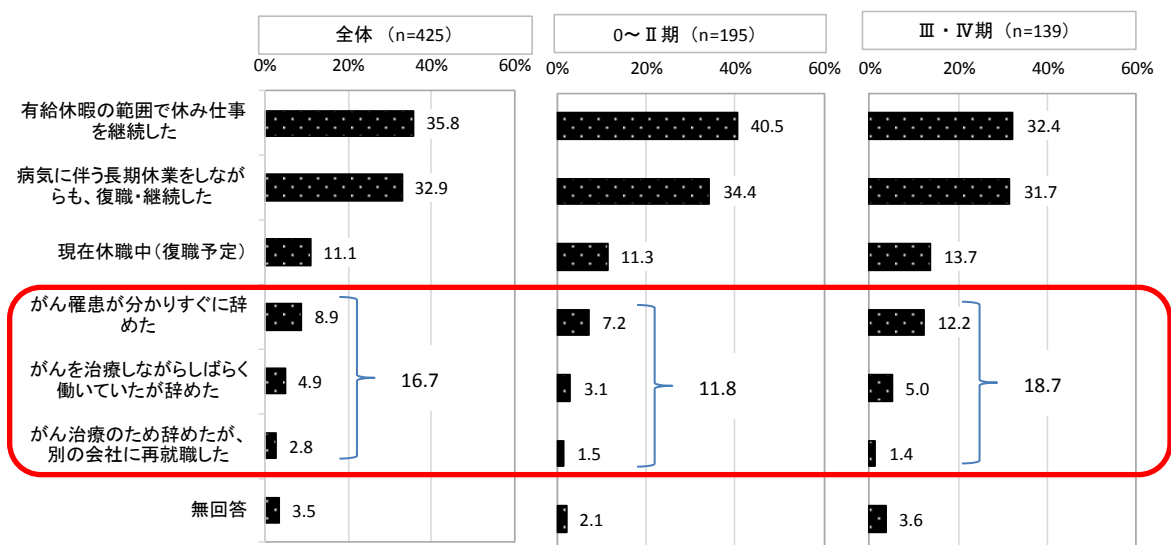 全体 （n=425）
0～Ⅱ期（n=195）
Ⅲ・Ⅳ期（n=139）
0% 20% 40% 60%
0% 20% 40% 60%
0% 20% 40% 60%
有給休暇の範囲で休み仕事
を継続した
35.8
40.5
32.4
病気に伴う長期休業をしなが
らも、復職・継続した
32.9
34.4
31.7
現在休職中（復職予定）
11.1
11.3
13.7
がん罹患が分かりすぐに辞
めた
8.9
7.2
12.2
がんを治療しながらしばらく
働いていたが辞めた
4.9
16.7
3.1
11.8
5.0
18.7
がん治療のため辞めたが、
別の会社に再就職した
2.8
1.5
1.4
無回答
3.5
2.1
3.6